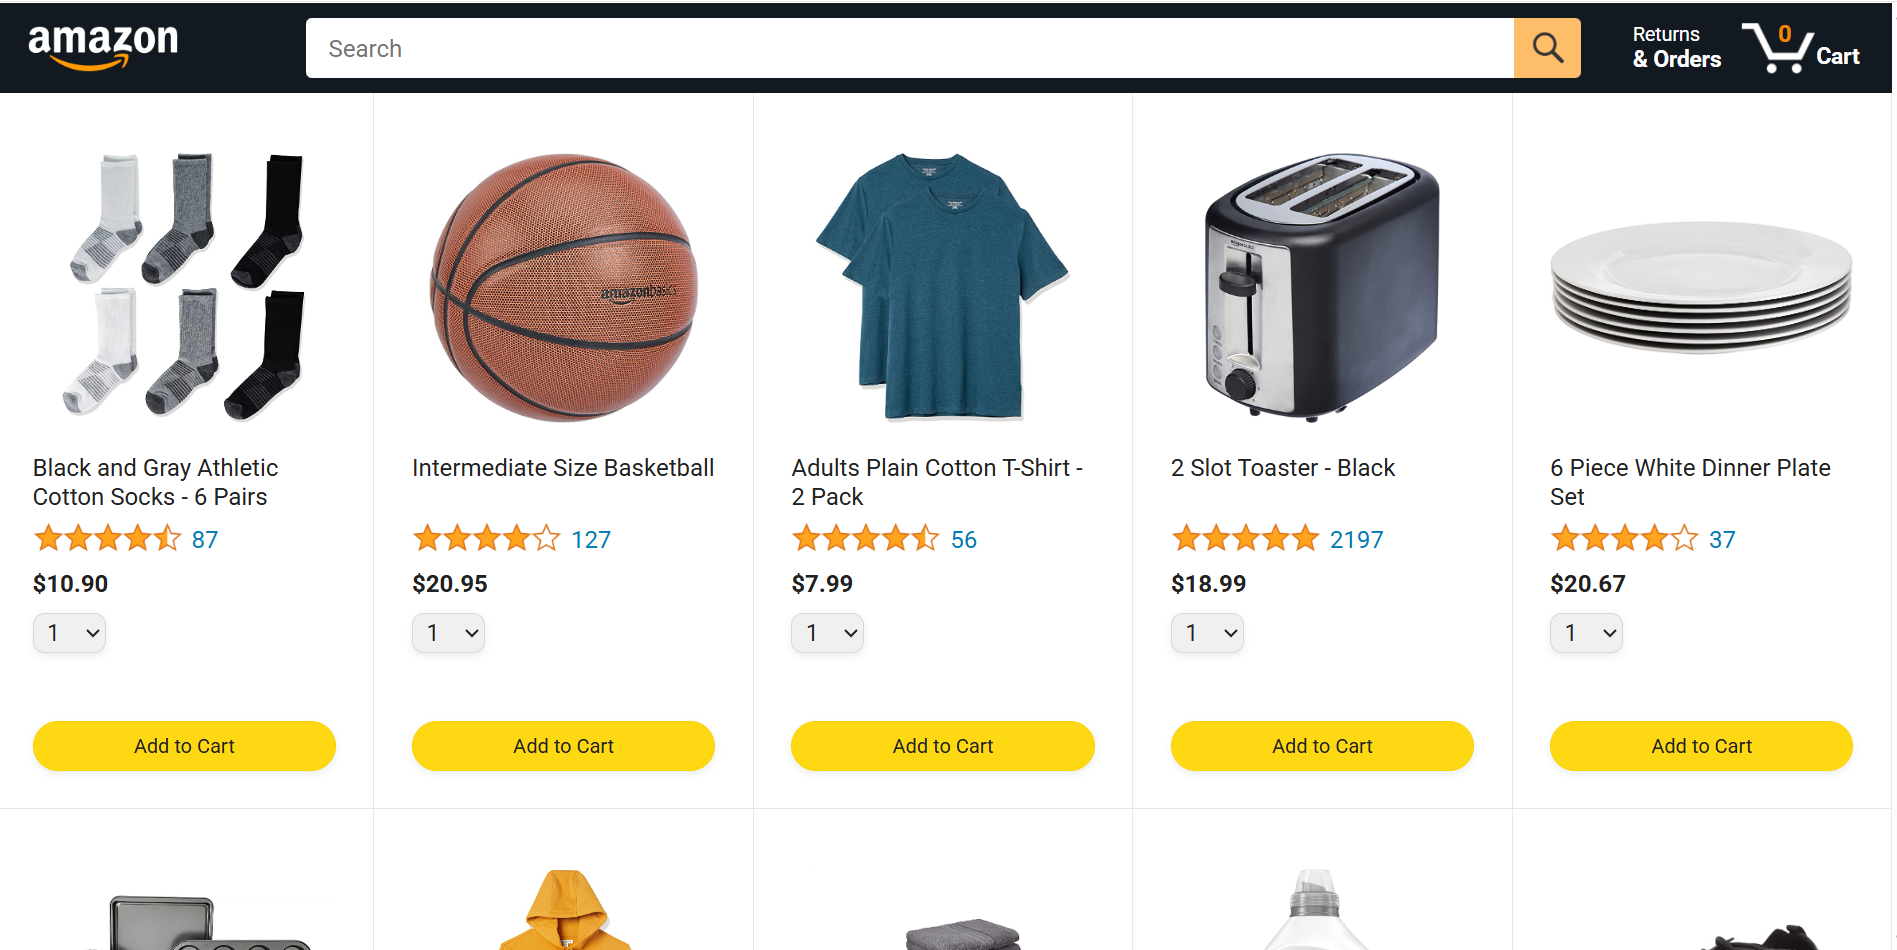 amazon
Search
Returns
& Orders
0
Cart
amazonbasics
Black and Gray Athletic
Cotton Socks - 6 Pairs
87
$10.90
1
Add to Cart
Intermediate Size Basketball
127
$20.95
1
Add to Cart
Adults Plain Cotton T-Shirt -
2 Pack
56
$7.99
1
Add to Cart
2 Slot Toaster - Black
2197
$18.99
1
Add to Cart
6 Piece White Dinner Plate
Set
37
$20.67
1
Add to Cart